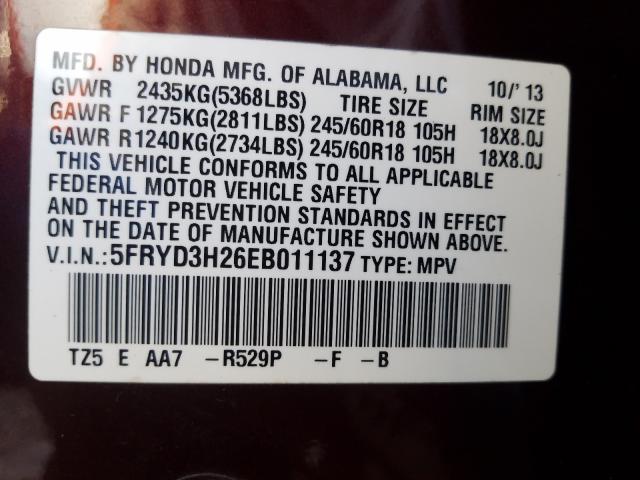 MFD. BY HONDA MFG. OF ALABAMA, LLC 10/'13
GVWR 2435KG(5368LBS) TIRE SIZE RIM SIZE
GAWR F 1275KG(2811LBS) 245/60R18 105H 18X8.0J
GAWR R1240KG(2734LBS) 245/60R18 105H 18X8.0J
THIS VEHICLE CONFORMS TO ALL APPLICABLE
FEDERAL MOTOR VEHICLE SAFETY
AND THEFT PREVENTION STANDARDS IN EFFECT
ON THE DATE OF MANUFACTURE SHOWN ABOVE.
V.I.N.:5FRYD3H26EB011137 TYPE: MPV
TZ5 E AA7 -R529P -F -B